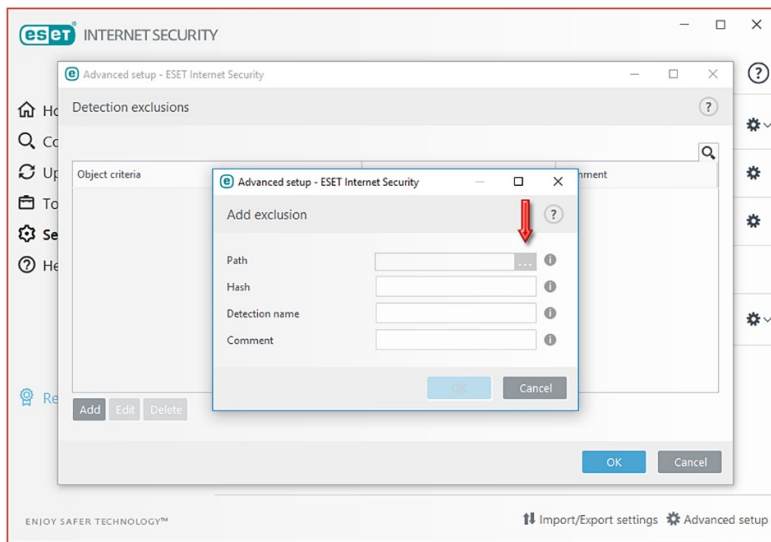 eset INTERNET SECURITY
Advanced setup - ESET Internet Security
Detection exclusions
Object criteria
Advanced setup - ESET Internet Security
Add exclusion
Path
...
Hash
Detection name
Comment
OK
Cancel
Add
Edit
Delete
OK
Cancel
ENJOY SAFER TECHNOLOGY™
Import/Export settings
Advanced setup